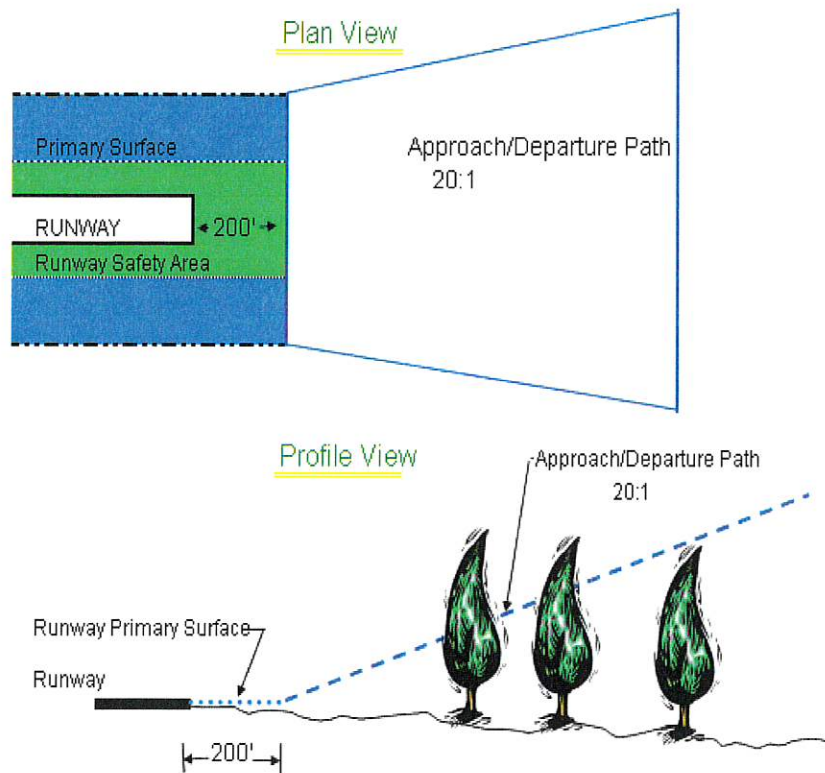 Plan View
Primary Surface
Approach/Departure Path
20:1
RUNWAY
200'
Runway Safety Area
Profile View
Approach/Departure Path
20:1
Runway Primary Surface
Runway
200'